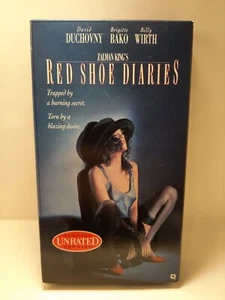 David Brigitte Billy
DUCHOVNY BAKO WIRTH
ZALMAN KING'S
RED SHOE DIARIES
Trapped by
a burning secret.
Torn by a
blazing desire.
UNRATED